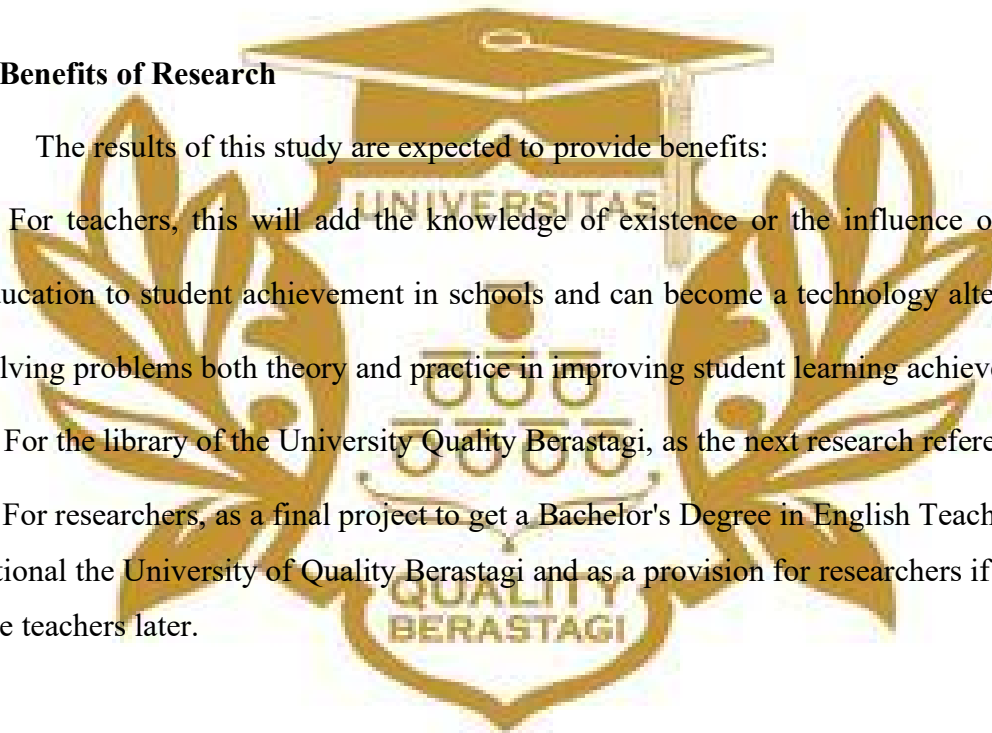 Benefits of Research
The results of this study are expected to provide benefits:
UNIVERSITAS
For teachers, this will add the knowledge of existence or the influence o
ucation to student achievement in schools and can become a technology alte
lving problems both theory and practice in improving student learning achieve
For the library of the University Quality Berastagi, as the next research refere
For researchers, as a final project to get a Bachelor's Degree in English Teach
tional the University of Quality Berastagi and as a provision for researchers if
QUALITY
e teachers later.
BERASTAGI